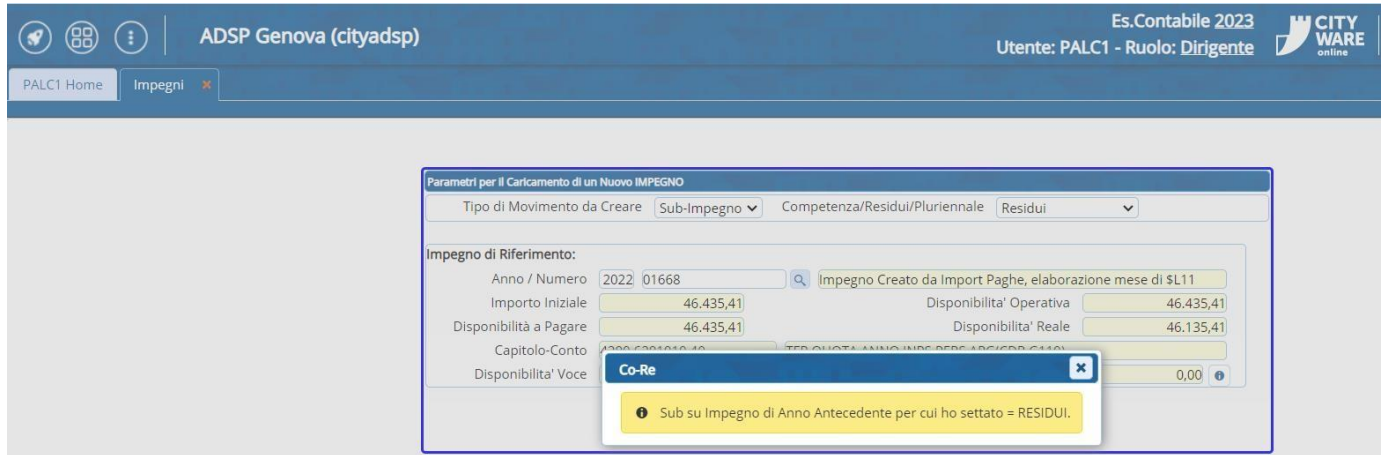 ADSP Genova (cityadsp)
Es.Contabile 2023
Utente: PALC1 - Ruolo: Dirigente
CITY
WARE
online
PALC1 Home
Impegni
Parametri per il Caricamento di un Nuovo IMPEGNO
Tipo di Movimento da Creare Sub-Impegno Competenza/Residui/Pluriennale Residui
Impegno di Riferimento:
Anno / Numero 2022 01668 Impegno Creato da Import Paghe, elaborazione mese di $L11
Importo Iniziale 46.435,41 Disponibilita' Operativa 46.435,41
Disponibilità a Pagare 46.435,41 Disponibilita' Reale 46.135,41
Capitolo-Conto
Disponibilita' Voce 0,00
Co-Re
Sub su Impegno di Anno Antecedente per cui ho settato = RESIDUI.